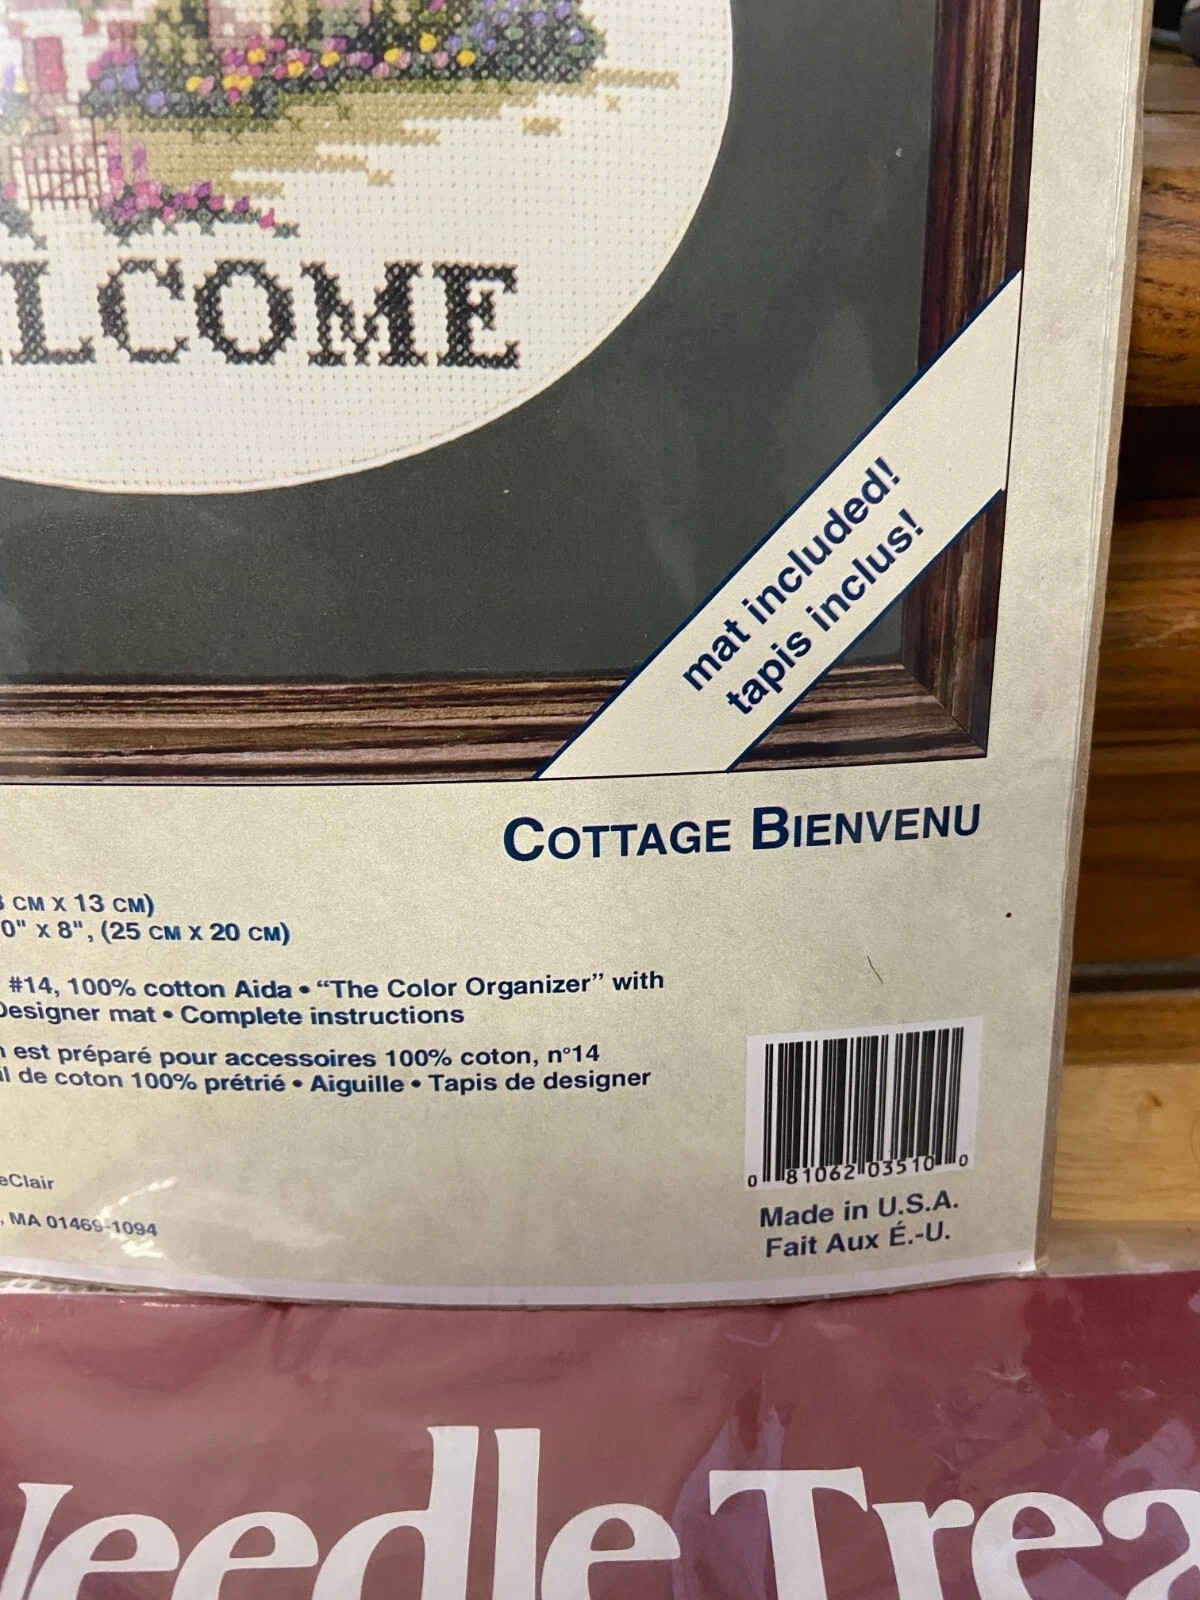 LCOME
mat included!
tapis inclus!
COTTAGE BIENVENU
CM X 13 CM)
0" X 8", (25 CM X 20 CM)
#14, 100% cotton Aida • “The Color Organizer” with
Designer mat • Complete instructions
est préparé pour accessoires 100% coton, n°14
il de coton 100% prétrié • Aiguille • Tapis de designer
eClair
, MA 01469-1094
0 81062 03510 0
Made in U.S.A.
Fait Aux É.-U.
Needle Trea